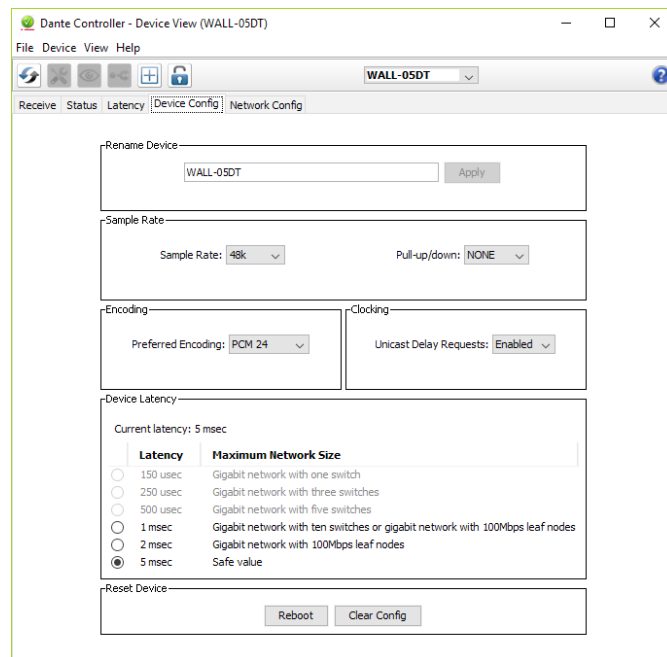 Dante Controller - Device View (WALL-05DT)
File Device View Help
WALL-05DT
Receive Status Latency Device Config Network Config
Rename Device
WALL-05DT Apply
Sample Rate
Sample Rate: 48k Pull-up/down: NONE
Encoding Clocking
Preferred Encoding: PCM 24 Unicast Delay Requests: Enabled
Device Latency
Current latency: 5 msec
Latency Maximum Network Size
150 usec Gigabit network with one switch
250 usec Gigabit network with three switches
500 usec Gigabit network with five switches
1 msec Gigabit network with ten switches or gigabit network with 100Mbps leaf nodes
2 msec Gigabit network with 100Mbps leaf nodes
5 msec Safe value
Reset Device
Reboot Clear Config